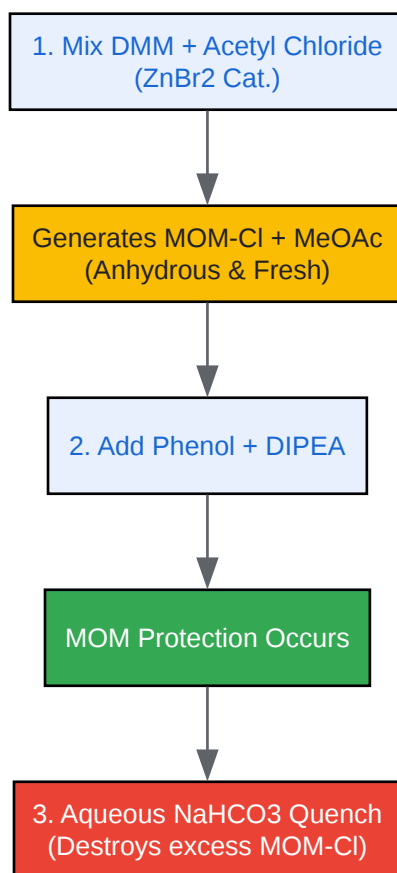 1. Mix DMM + Acetyl Chloride
(ZnBr2 Cat.)
Generates MOM-Cl + MeOAc
(Anhydrous & Fresh)
2. Add Phenol + DIPEA
MOM Protection Occurs
3. Aqueous NaHCO3 Quench
(Destroys excess MOM-Cl)